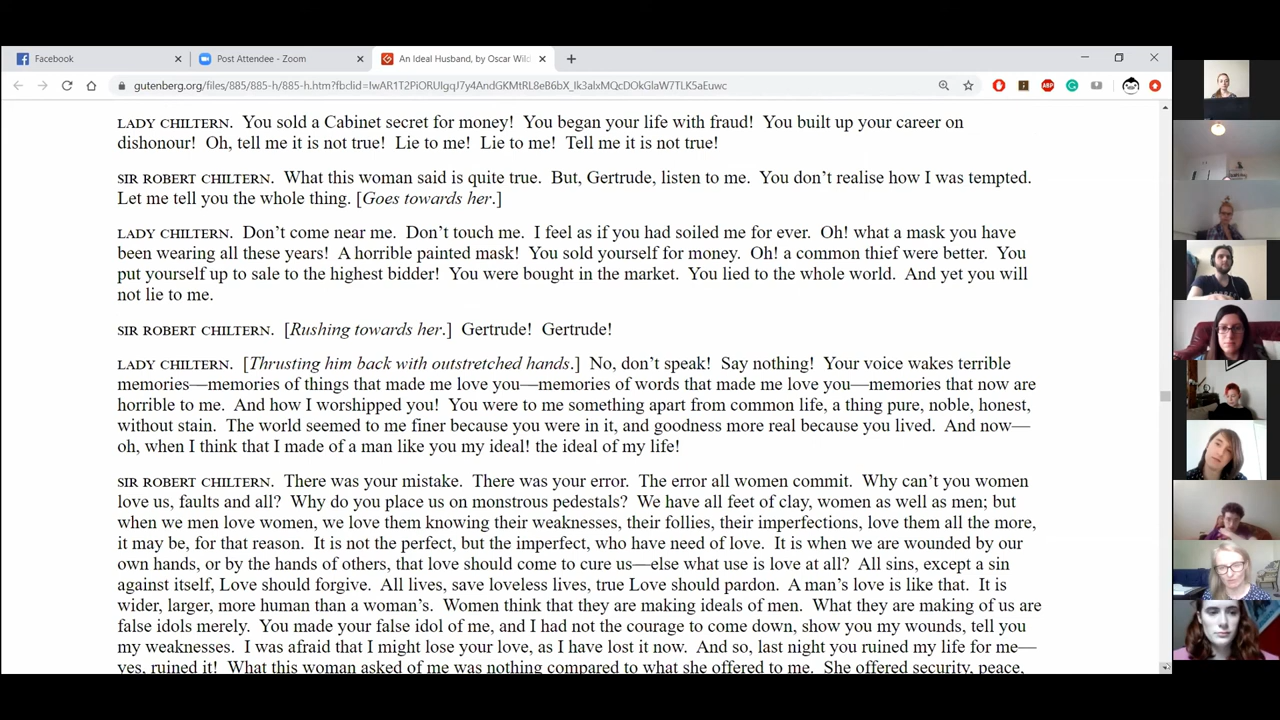 Facebook
Post Attendee - Zoom
An Ideal Husband, by Oscar Wild
gutenberg.org/files/885/885-h/885-h.htm?fbclid=IwAR1T2PiORUIgqJ7y4AndGKMtRL8eB6bX_Ik3alxMQcDOkGlaW7TLK5aEuwc
ABP
LADY CHILTERN. You sold a Cabinet secret for money! You began your life with fraud! You built up your career on
dishonour! Oh, tell me it is not true! Lie to me! Lie to me! Tell me it is not true!
SIR ROBERT CHILTERN. What this woman said is quite true. But, Gertrude, listen to me. You don’t realise how I was tempted.
Let me tell you the whole thing. [Goes towards her.]
LADY CHILTERN. Don’t come near me. Don’t touch me. I feel as if you had soiled me for ever. Oh! what a mask you have
been wearing all these years! A horrible painted mask! You sold yourself for money. Oh! a common thief were better. You
put yourself up to sale to the highest bidder! You were bought in the market. You lied to the whole world. And yet you will
not lie to me.
SIR ROBERT CHILTERN. [Rushing towards her.] Gertrude! Gertrude!
LADY CHILTERN. [Thrusting him back with outstretched hands.] No, don’t speak! Say nothing! Your voice wakes terrible
memories—memories of things that made me love you—memories of words that made me love you—memories that now are
horrible to me. And how I worshipped you! You were to me something apart from common life, a thing pure, noble, honest,
without stain. The world seemed to me finer because you were in it, and goodness more real because you lived. And now—
oh, when I think that I made of a man like you my ideal! the ideal of my life!
SIR ROBERT CHILTERN. There was your mistake. There was your error. The error all women commit. Why can’t you women
love us, faults and all? Why do you place us on monstrous pedestals? We have all feet of clay, women as well as men; but
when we men love women, we love them knowing their weaknesses, their follies, their imperfections, love them all the more,
it may be, for that reason. It is not the perfect, but the imperfect, who have need of love. It is when we are wounded by our
own hands, or by the hands of others, that love should come to cure us—else what use is love at all? All sins, except a sin
against itself, Love should forgive. All lives, save loveless lives, true Love should pardon. A man’s love is like that. It is
wider, larger, more human than a woman’s. Women think that they are making ideals of men. What they are making of us are
false idols merely. You made your false idol of me, and I had not the courage to come down, show you my wounds, tell you
my weaknesses. I was afraid that I might lose your love, as I have lost it now. And so, last night you ruined my life for me—
yes, ruined it! What this woman asked of me was nothing compared to what she offered to me. She offered security, peace,